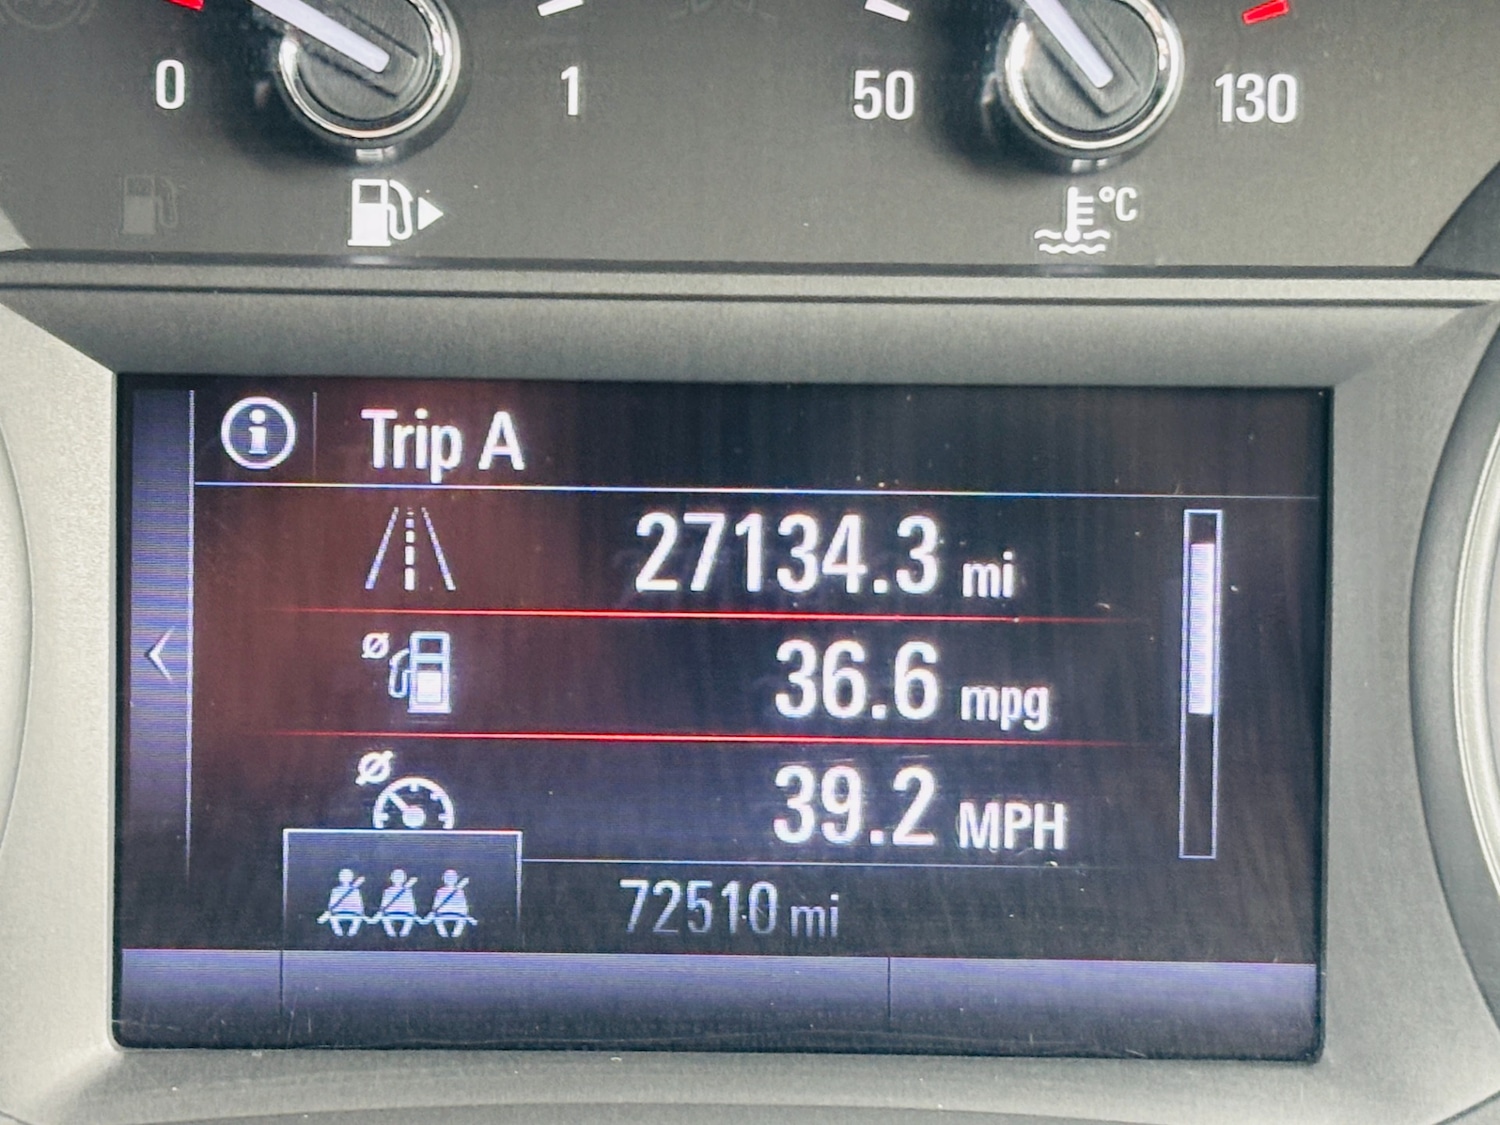 0 1 50 130
°C
Trip A
27134.3 mi
36.6 mpg
39.2 MPH
72510 mi